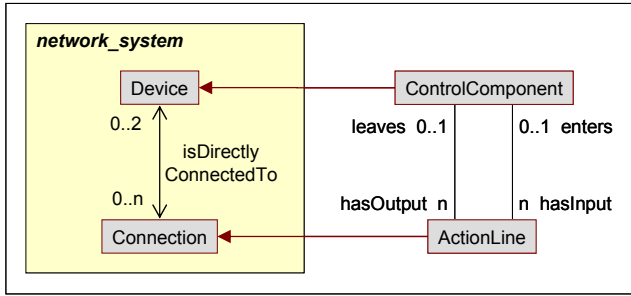 network_system
Device
ControlComponent
0..2
leaves 0..1
0..1 enters
isDirectly
ConnectedTo
0..n
hasOutput n
n hasInput
Connection
ActionLine